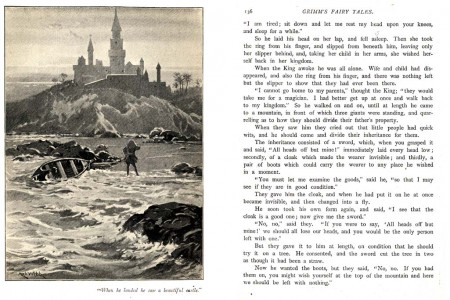 "When he landed he saw a beautiful castle."
136 GRIMM'S FAIRY TALES.
"I am tired; sit down and let me rest my head upon your knees,
and sleep for a while."
So he laid his head on her lap, and fell asleep. Then she took
the ring from his finger, and slipped from beneath him, leaving only
her slipper behind, and, taking her child in her arms, she wished her-
self back in her kingdom.
When the King awoke he was all alone. Wife and child had dis-
appeared, and also the ring from his finger, and there was nothing left
but the slipper to show that they had ever been there.
"I cannot go home to my parents," thought the King; "they would
take me for a magician. I had better get up at once and walk back
to my kingdom." So he walked on and on, until at length he came
to a mountain, in front of which three giants were standing, and quar-
relling as to how they should divide their father's property.
When they saw him they cried out that little people had quick
wits, and he should come and divide their inheritance for them.
The inheritance consisted of a sword, which, when you grasped it
and said, "All heads off but mine!" immediately laid every head low;
secondly, of a cloak which made the wearer invisible; and thirdly, a
pair of boots which could carry the wearer to any place he wished
in a moment.
"You must let me examine the goods," said he, "so that I may
see if they are in good condition."
They gave him the cloak, and when he had put it on he at once
became invisible, and then changed into a fly.
He soon took his own form again, and said, "I see that the
cloak is a good one; now give me the sword."
"No, no," said they. "If you were to say, 'All heads off but
mine!' we should all lose our heads, and you would be the only person
left with one."
But they gave it to him at length, on condition that he should
try it on a tree. He consented, and the sword cut the tree in two
as though it had been a straw.
Now he wanted the boots, but they said, "No, no. If you had
them on, you might wish yourself at the top of the mountain and here
we should be left with nothing."